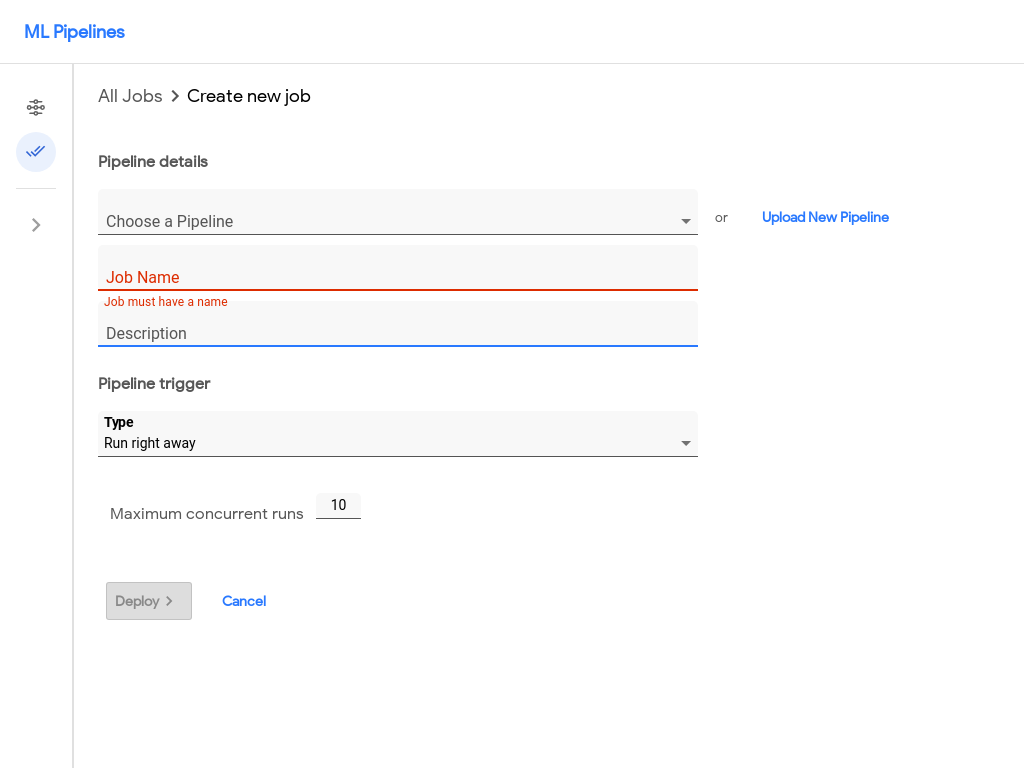 ML Pipelines
All Jobs > Create new job
Pipeline details
Choose a Pipeline or Upload New Pipeline
Job Name
Job must have a name
Description
Pipeline trigger
Type
Run right away
Maximum concurrent runs 10
Deploy > Cancel